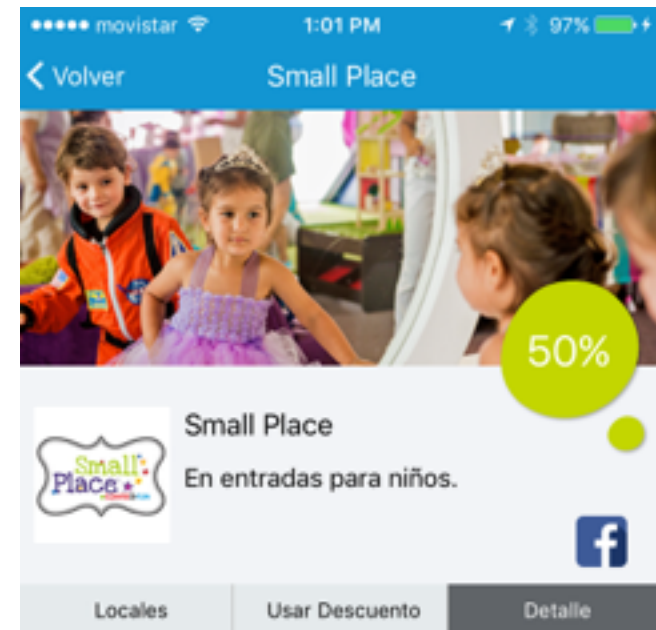 movistar 1:01 PM 97%
Volver Small Place
50%
Small Place
En entradas para niños.
Small
Place
f
Locales Usar Descuento Detalle